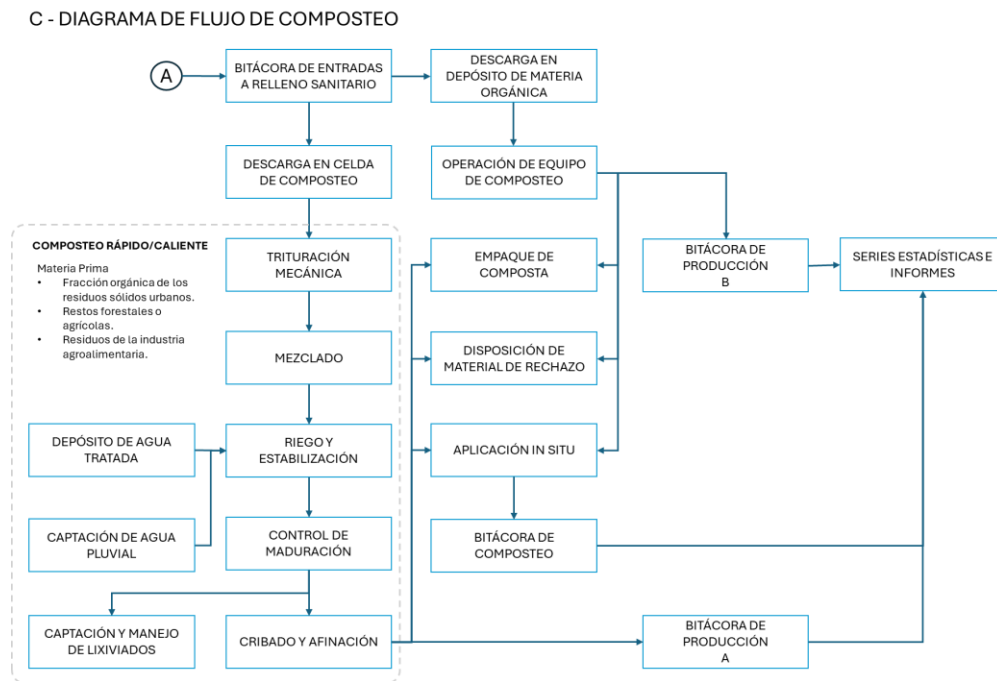 C - DIAGRAMA DE FLUJO DE COMPOSTEO
A
BITÁCORA DE ENTRADAS
A RELLENO SANITARIO
DESCARGA EN
DEPÓSITO DE MATERIA
ORGÁNICA
DESCARGA EN CELDA
DE COMPOSTEO
OPERACIÓN DE EQUIPO
DE COMPOSTEO
COMPOSTEO RÁPIDO/CALIENTE
Materia Prima
• Fracción orgánica de los
residuos sólidos urbanos.
• Restos forestales o
agrícolas.
• Residuos de la industria
agroalimentaria.
TRITURACIÓN
MECÁNICA
EMPAQUE DE
COMPOSTA
BITÁCORA DE
PRODUCCIÓN
B
SERIES ESTADÍSTICAS E
INFORMES
MEZCLADO
DISPOSICIÓN DE
MATERIAL DE RECHAZO
DEPÓSITO DE AGUA
TRATADA
RIEGO Y
ESTABILIZACIÓN
APLICACIÓN IN SITU
CAPTACIÓN DE AGUA
PLUVIAL
CONTROL DE
MADURACIÓN
BITÁCORA DE
COMPOSTEO
CAPTACIÓN Y MANEJO
DE LIXIVIADOS
CRIBADO Y AFINACIÓN
BITÁCORA DE
PRODUCCIÓN
A